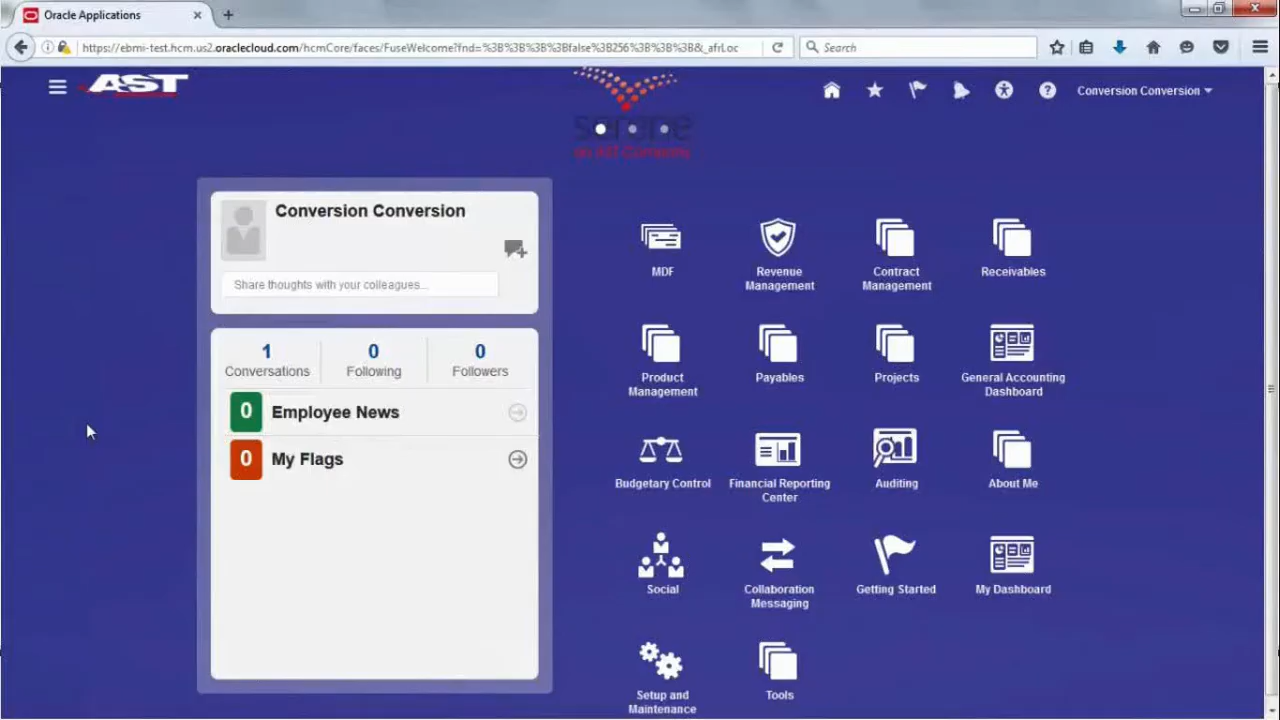 Oracle Applications
https://ebmi-test.hcm.us2.oraclecloud.com/hcmCore/faces/FuseWelcome?fnd=%3B%3B%3B%3Bfalse%3B256%3B%3B%3B&_afrLoc
Search
AST
Conversion Conversion
serene
an AST Company
Conversion Conversion
Share thoughts with your colleagues...
1 0 0
Conversations Following Followers
0 Employee News
0 My Flags
MDF
Revenue
Management
Contract
Management
Receivables
Product
Management
Payables
Projects
General Accounting
Dashboard
Budgetary Control
Financial Reporting
Center
Auditing
About Me
Social
Collaboration
Messaging
Getting Started
My Dashboard
Setup and
Maintenance
Tools